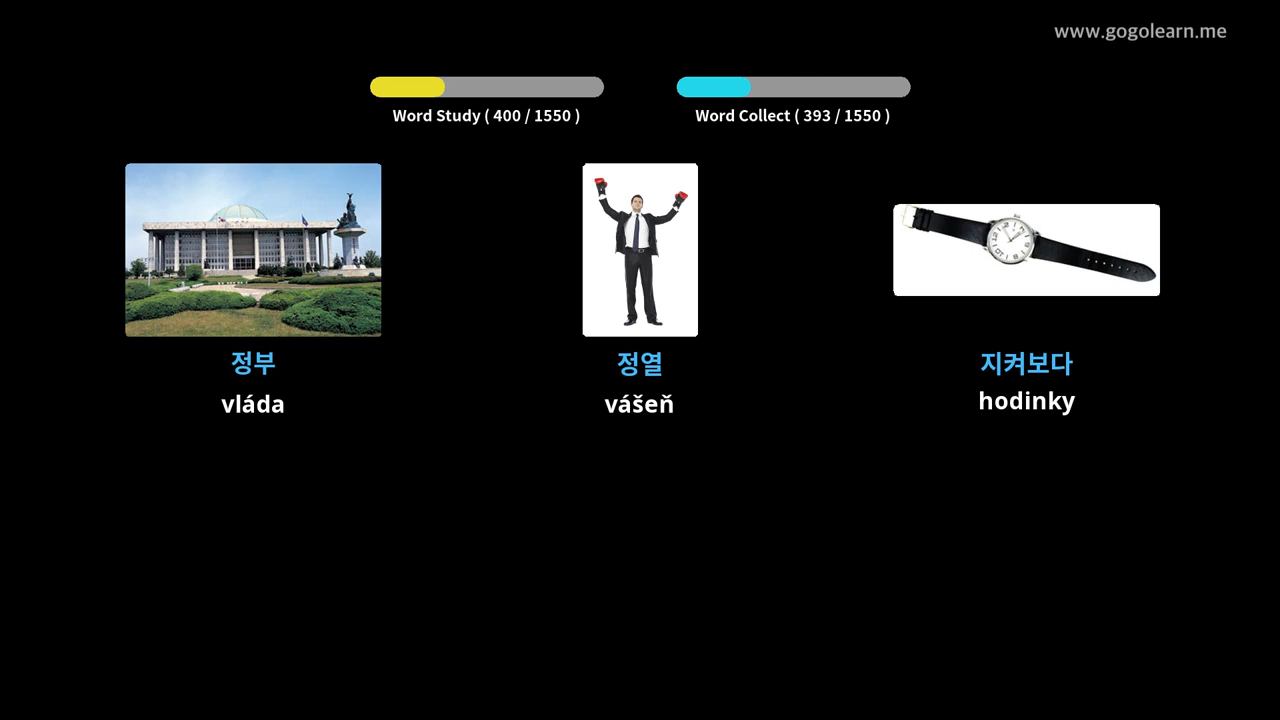 www.gogolearn.me
Word Study ( 400 / 1550 )
Word Collect ( 393 / 1550 )
정부
vláda
정열
vášeň
지켜보다
hodinky